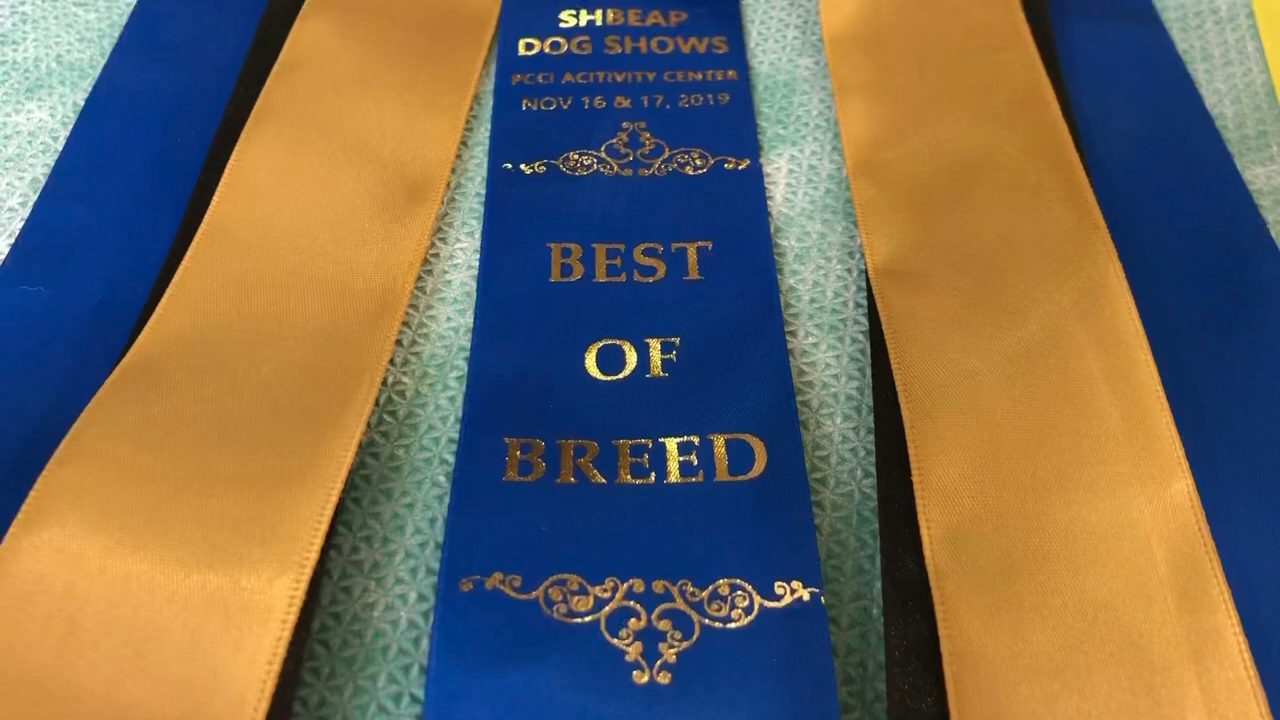 SHBEAP
DOG SHOWS
PCCI ACITIVITY CENTER
NOV 16 & 17, 2019
BEST
OF
BREED